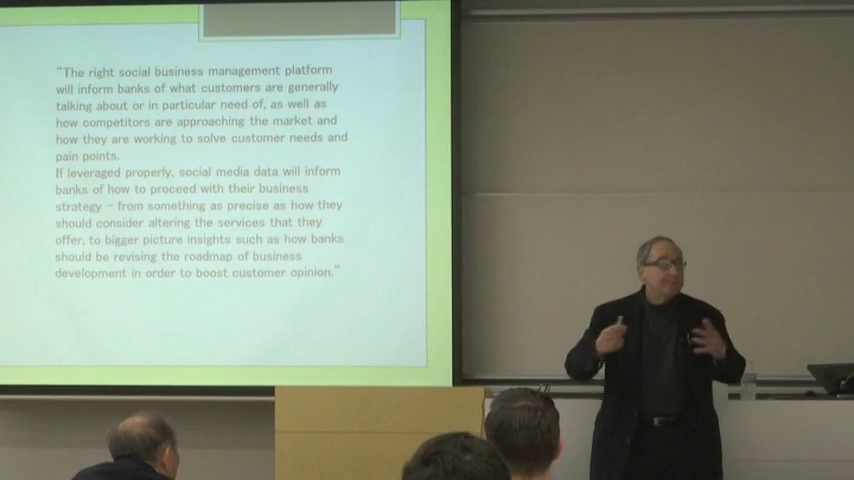 “The right social business management platform
will inform banks of what customers are generally
talking about or in particular need of, as well as
how competitors are approaching the market and
how they are working to solve customer needs and
pain points.
If leveraged properly, social media data will inform
banks of how to proceed with their business
strategy – from something as precise as how they
should consider altering the services that they
offer, to bigger picture insights such as how banks
should be revising the roadmap of business
development in order to boost customer opinion.”